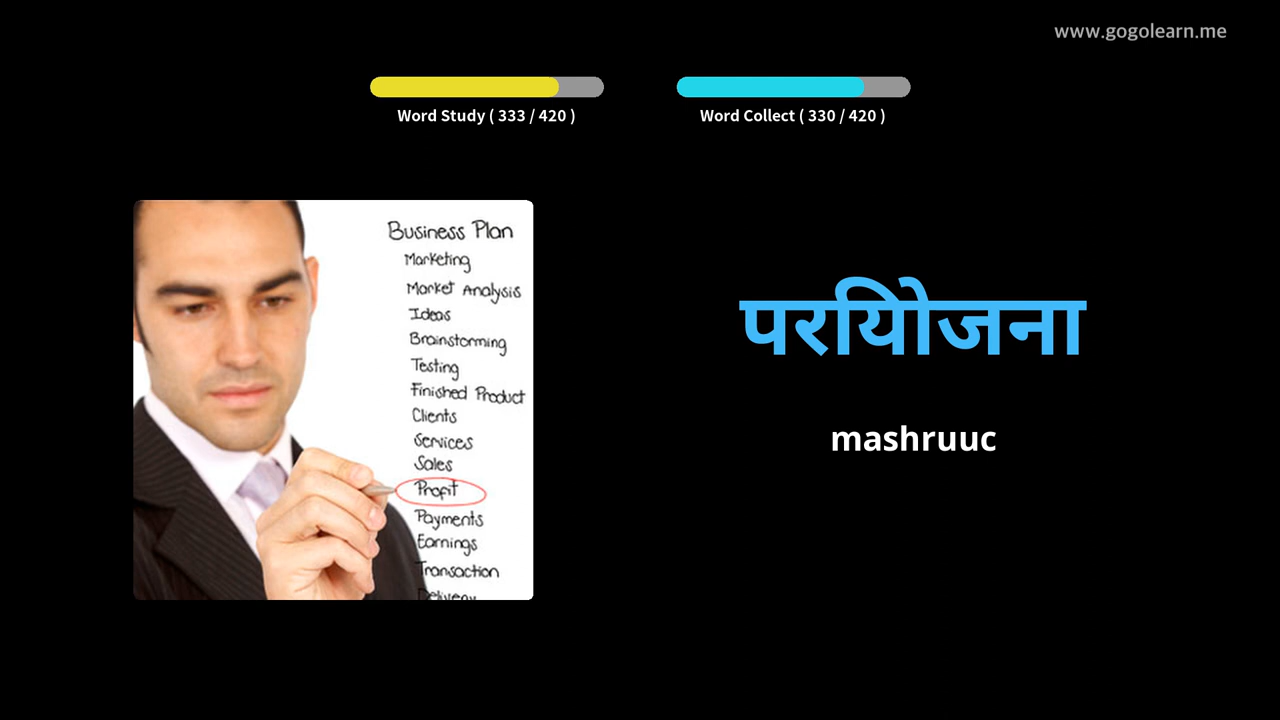 www.gogolearn.me
Word Study ( 333 / 420 )
Word Collect ( 330 / 420 )
Business Plan
Marketing
Market Analysis
Ideas
Brainstorming
Testing
Finished Product
Clients
Services
Sales
Profit
Payments
Earnings
Transaction
Delivery
परियोजना
mashruuc